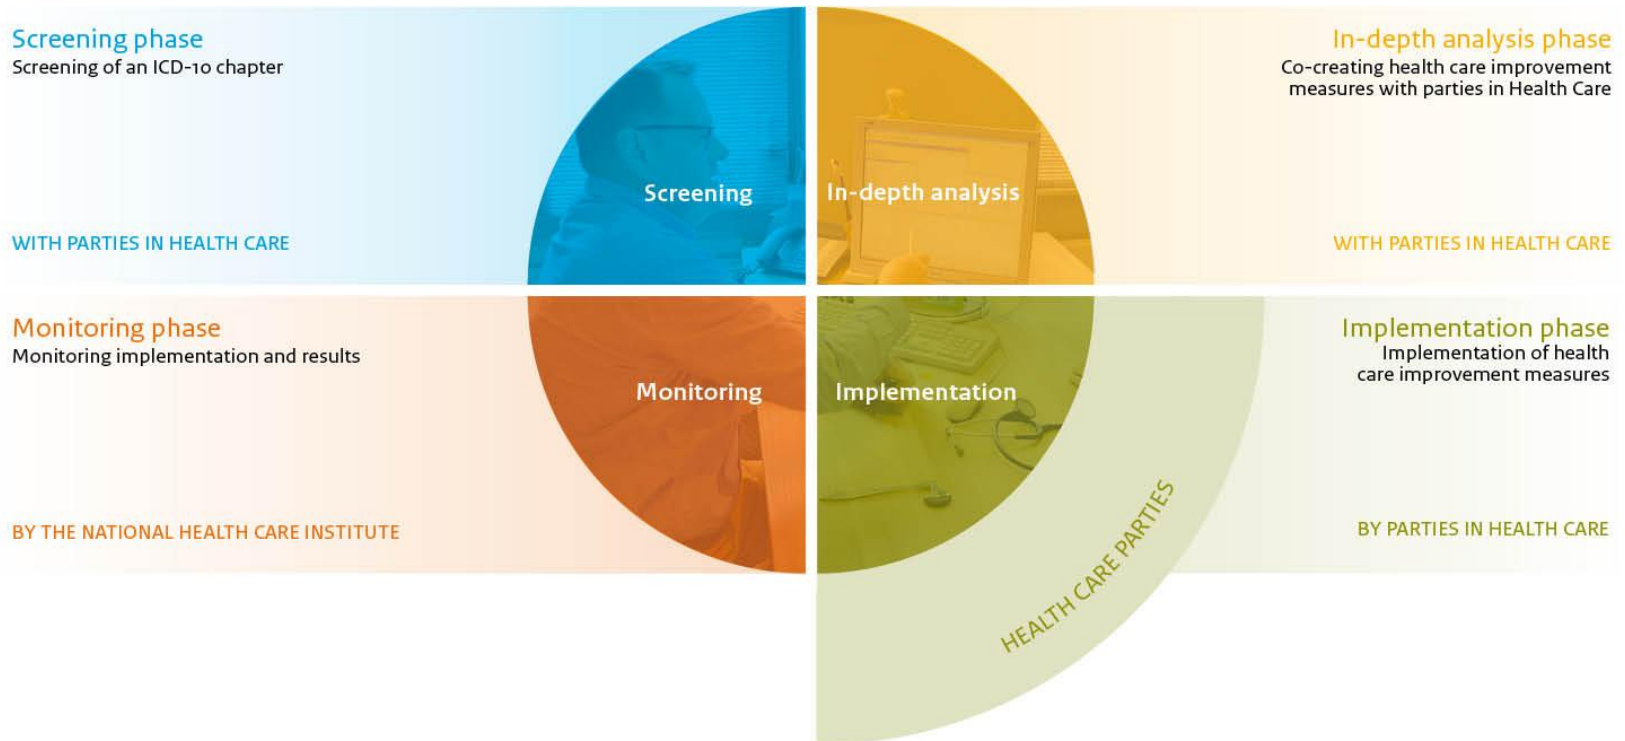 Screening phase
Screening of an ICD-10 chapter
Screening
WITH PARTIES IN HEALTH CARE
In-depth analysis phase
Co-creating health care improvement
measures with parties in Health Care
In-depth analysis
WITH PARTIES IN HEALTH CARE
Monitoring phase
Monitoring implementation and results
Monitoring
BY THE NATIONAL HEALTH CARE INSTITUTE
Implementation phase
Implementation of health
care improvement measures
Implementation
BY PARTIES IN HEALTH CARE
HEALTH CARE PARTIES